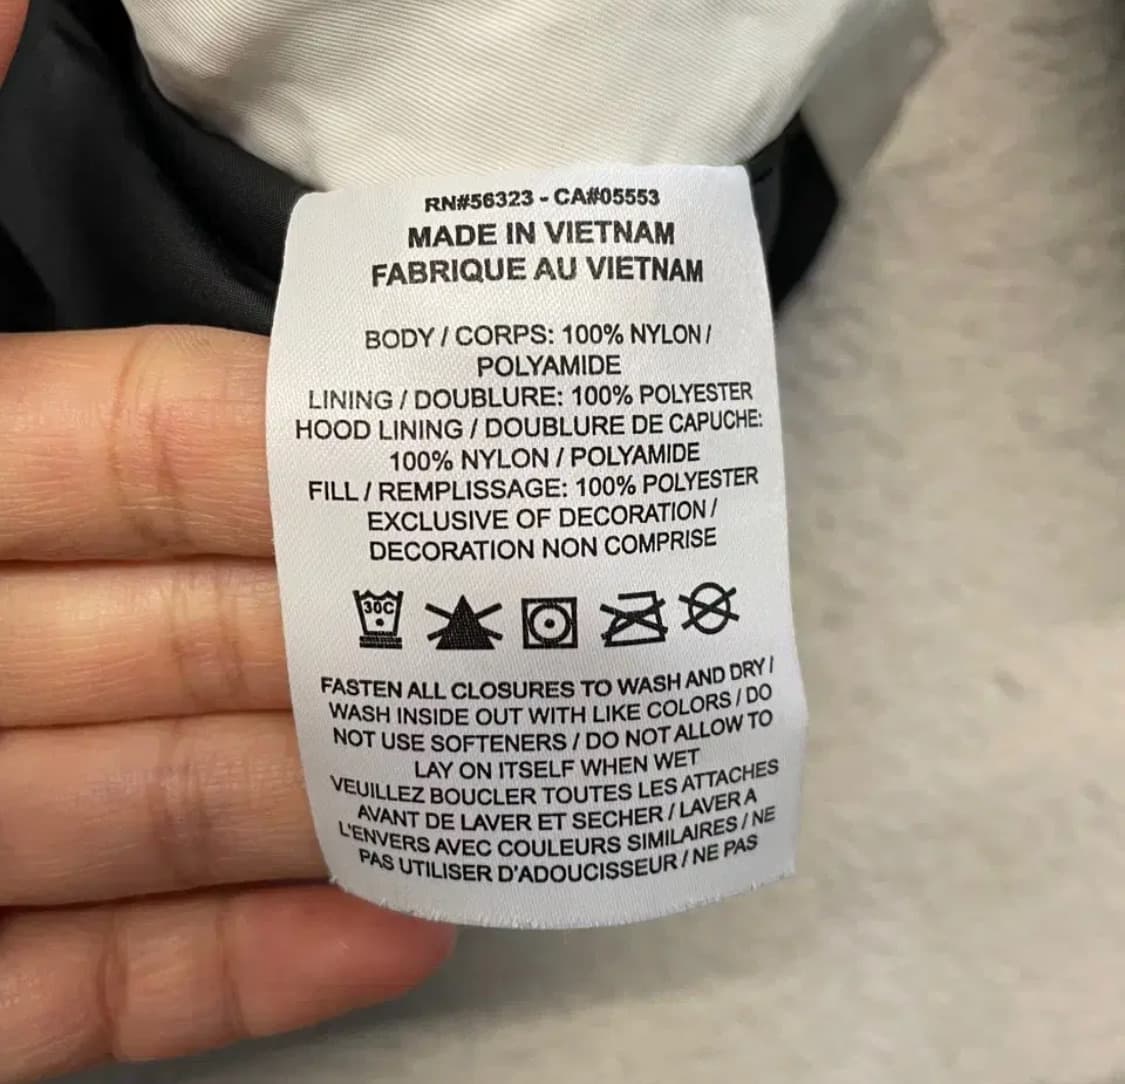 RN#56323 - CA#05553
MADE IN VIETNAM
FABRIQUE AU VIETNAM
BODY / CORPS: 100% NYLON /
POLYAMIDE
LINING / DOUBLURE: 100% POLYESTER
HOOD LINING / DOUBLURE DE CAPUCHE:
100% NYLON / POLYAMIDE
FILL / REMPLISSAGE: 100% POLYESTER
EXCLUSIVE OF DECORATION /
DECORATION NON COMPRISE
30C
FASTEN ALL CLOSURES TO WASH AND DRY /
WASH INSIDE OUT WITH LIKE COLORS / DO
NOT USE SOFTENERS / DO NOT ALLOW TO
LAY ON ITSELF WHEN WET
VEUILLEZ BOUCLER TOUTES LES ATTACHES
AVANT DE LAVER ET SECHER / LAVER A
L'ENVERS AVEC COULEURS SIMILAIRES / NE
PAS UTILISER D'ADOUCISSEUR / NE PAS